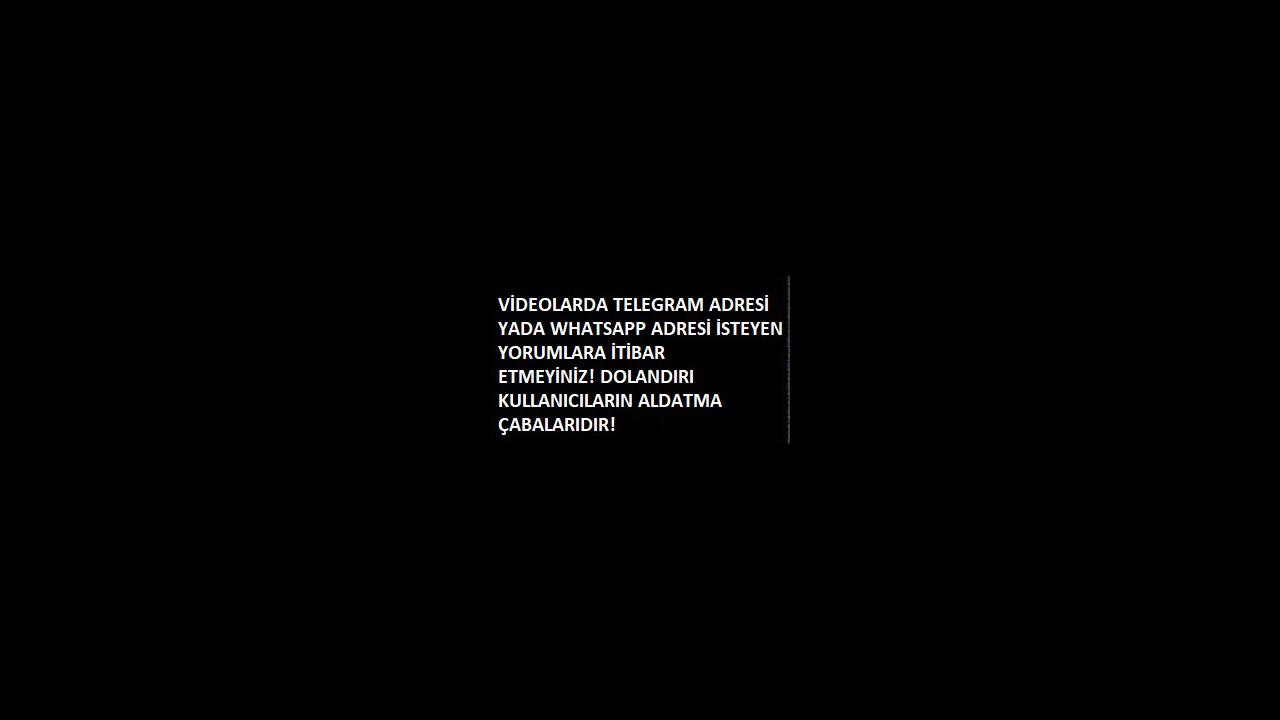 VİDEOLARDA TELEGRAM ADRESİ
YADA WHATSAPP ADRESİ İSTEYEN
YORUMLARA İTİBAR
ETMEYİNİZ! DOLANDIRI
KULLANICILARIN ALDATMA
ÇABALARIDIR!